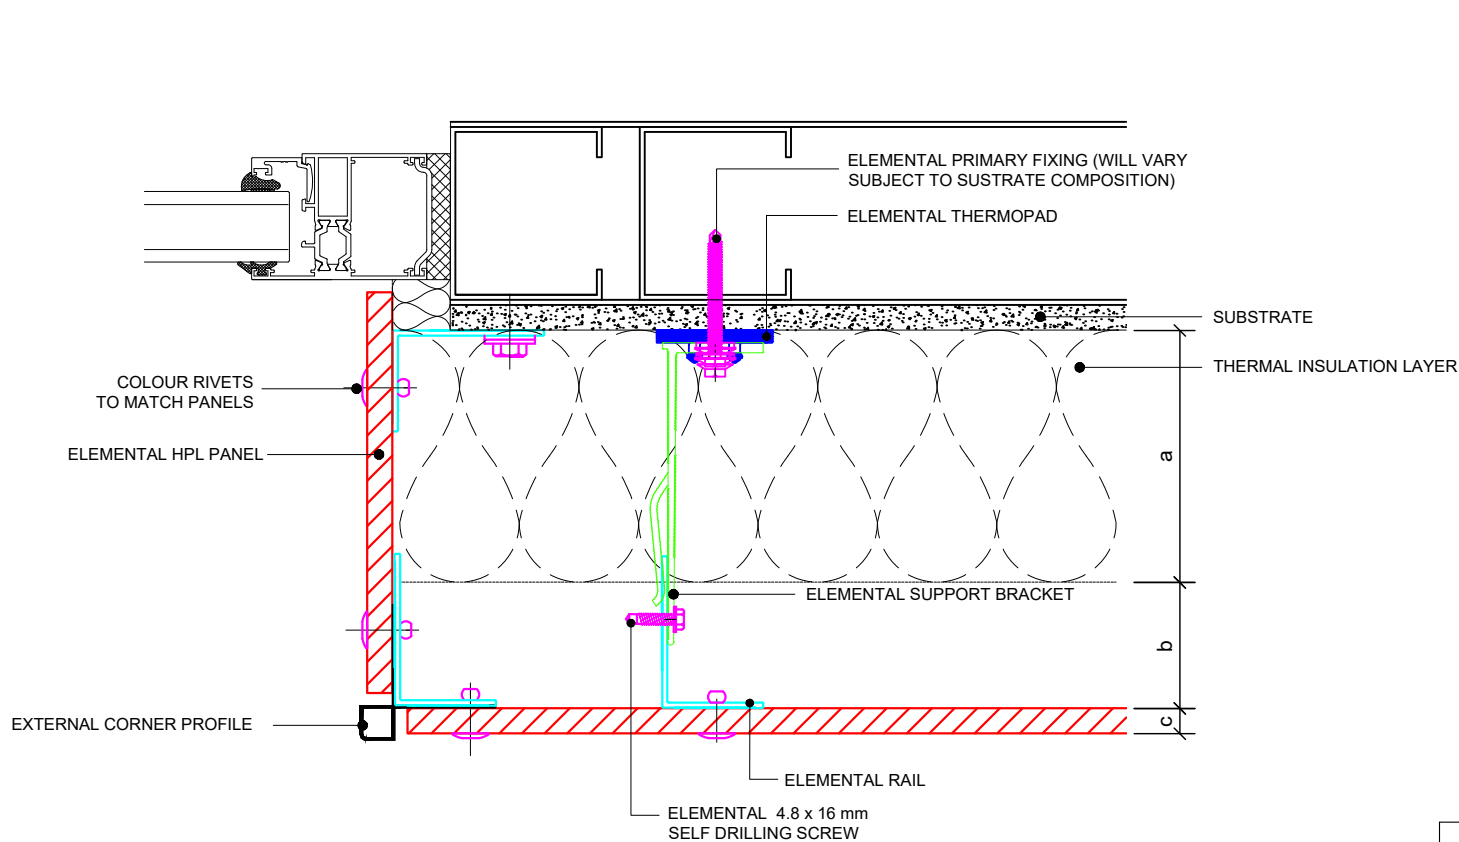 ELEMENTAL PRIMARY FIXING (WILL VARY
SUBJECT TO SUSTRATE COMPOSITION)
ELEMENTAL THERMOPAD
SUBSTRATE
THERMAL INSULATION LAYER
COLOUR RIVETS
TO MATCH PANELS
ELEMENTAL HPL PANEL
a
ELEMENTAL SUPPORT BRACKET
b
EXTERNAL CORNER PROFILE
c
ELEMENTAL RAIL
ELEMENTAL 4.8 x 16 mm
SELF DRILLING SCREW